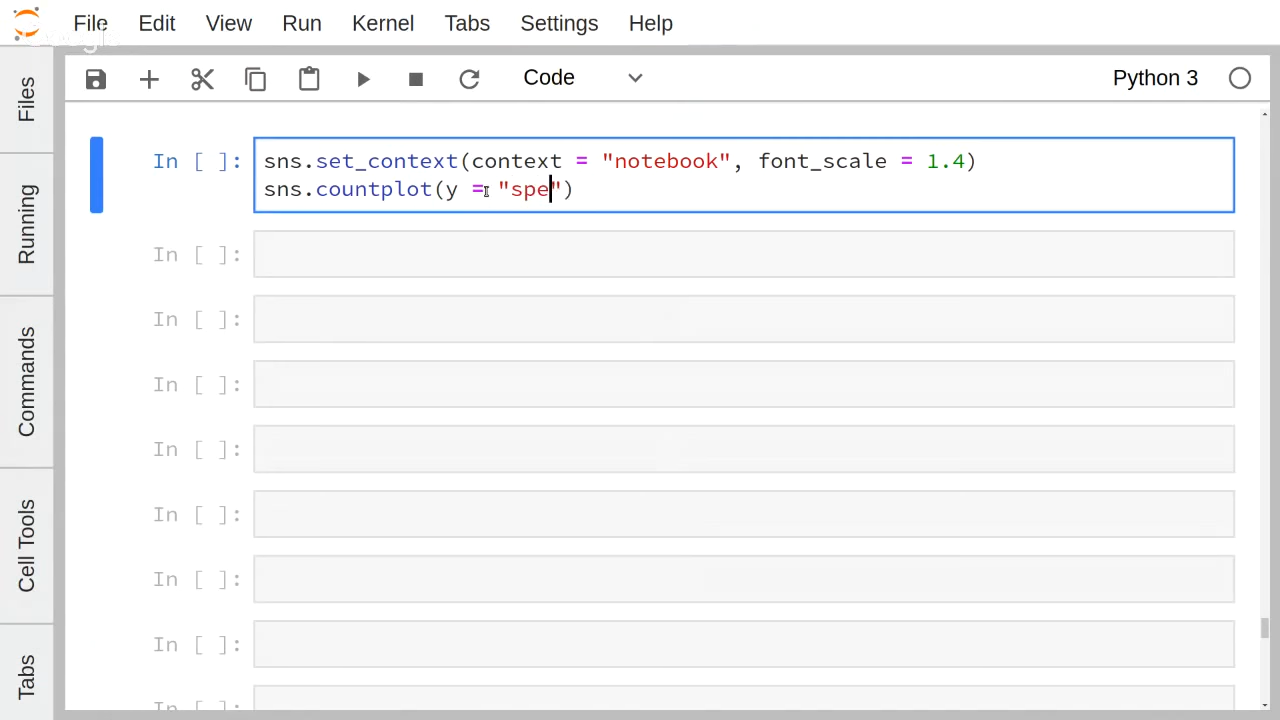 File Edit View Run Kernel Tabs Settings Help
Code Python 3
Files
Running
Commands
Cell Tools
Tabs
In [ ]: sns.set_context(context = "notebook", font_scale = 1.4)
sns.countplot(y = "spe")
In [ ]:
In [ ]:
In [ ]:
In [ ]:
In [ ]:
In [ ]:
In [ ]:
In [ ]: